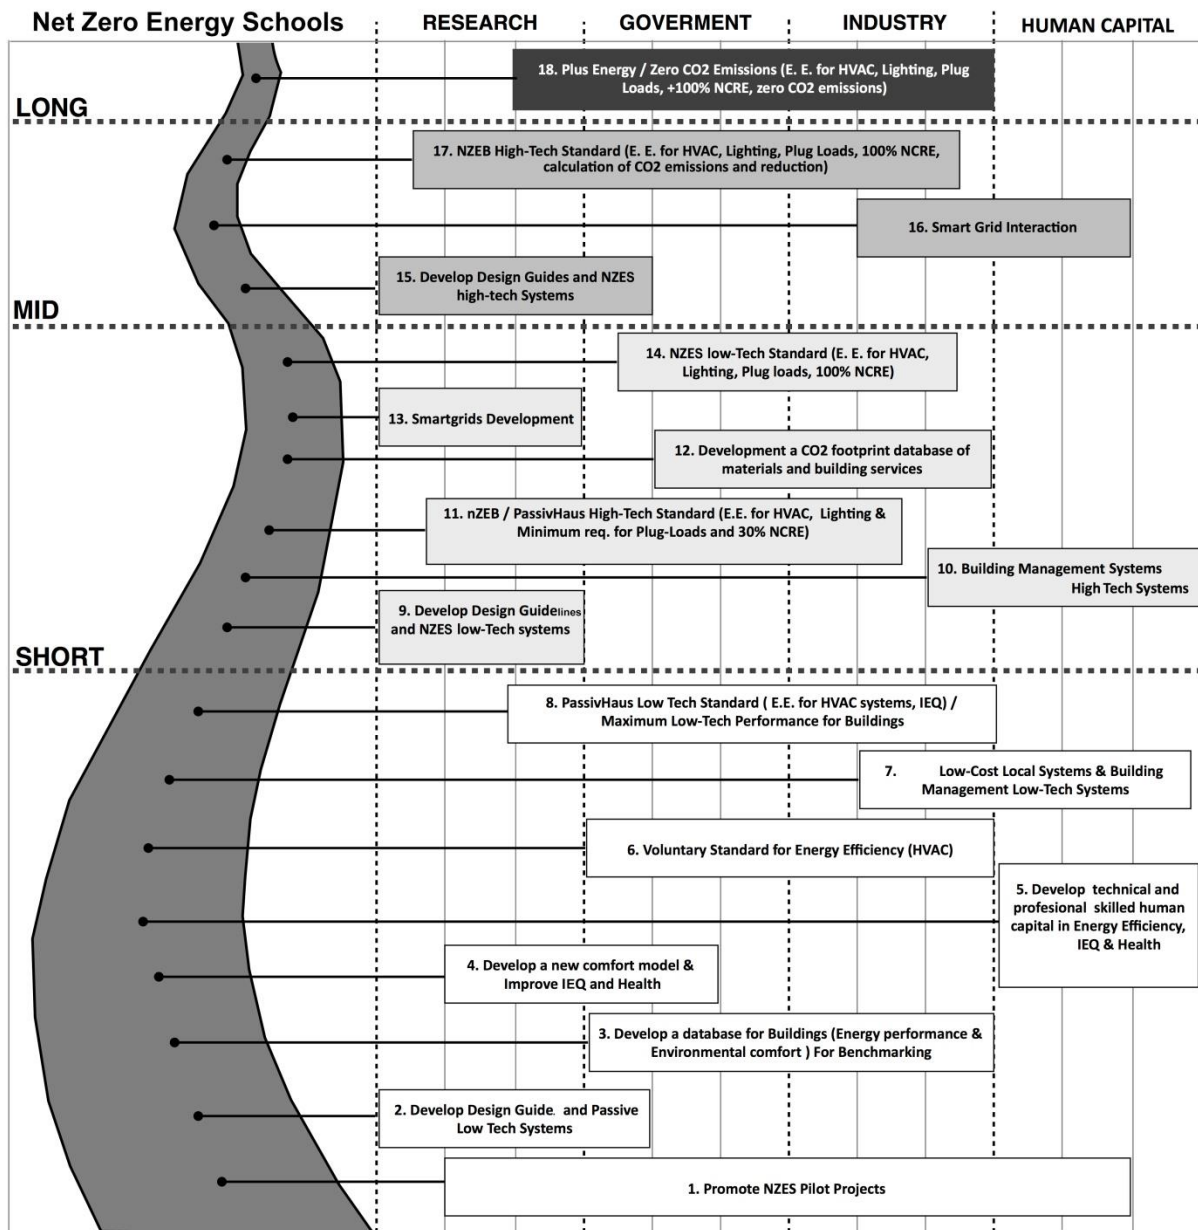 Net Zero Energy Schools RESEARCH GOVERMENT INDUSTRY HUMAN CAPITAL
18. Plus Energy / Zero CO2 Emissions (E. E. for HVAC, Lighting, Plug
Loads, +100% NCRE, zero CO2 emissions)
LONG
17. NZEB High-Tech Standard (E. E. for HVAC, Lighting, Plug Loads, 100% NCRE,
calculation of CO2 emissions and reduction)
16. Smart Grid Interaction
15. Develop Design Guides and NZES
high-tech Systems
MID
14. NZES low-Tech Standard (E. E. for HVAC,
Lighting, Plug loads, 100% NCRE)
13. Smartgrids Development
12. Development a CO2 footprint database of
materials and building services
11. nZEB / PassivHaus High-Tech Standard (E.E. for HVAC, Lighting &
Minimum req. for Plug-Loads and 30% NCRE)
10. Building Management Systems
High Tech Systems
9. Develop Design Guidelines
and NZES low-Tech systems
SHORT
8. PassivHaus Low Tech Standard ( E.E. for HVAC systems, IEQ) /
Maximum Low-Tech Performance for Buildings
7. Low-Cost Local Systems & Building
Management Low-Tech Systems
6. Voluntary Standard for Energy Efficiency (HVAC)
5. Develop technical and
profesional skilled human
capital in Energy Efficiency,
IEQ & Health
4. Develop a new comfort model &
Improve IEQ and Health
3. Develop a database for Buildings (Energy performance &
Environmental comfort ) For Benchmarking
2. Develop Design Guide. and Passive
Low Tech Systems
1. Promote NZES Pilot Projects